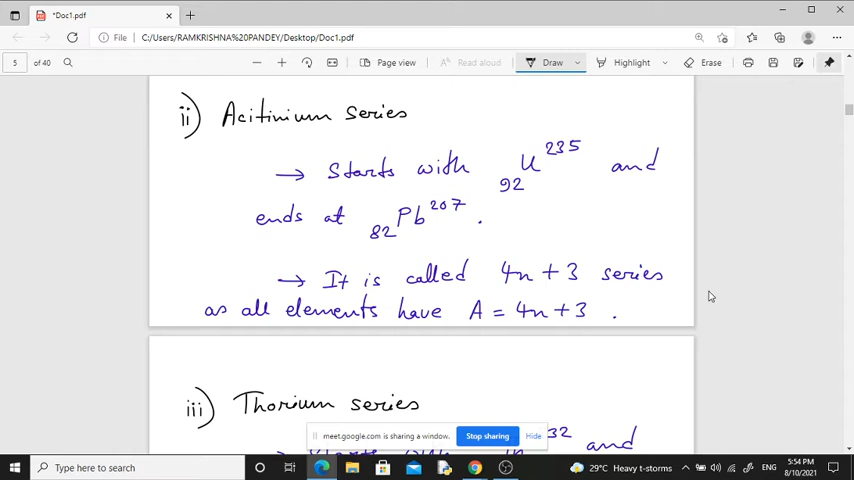 *Doc1.pdf
File
C:/Users/RAMKRISHNA%20PANDEY/Desktop/Doc1.pdf
5 of 40
Page view
Read aloud
Draw
Highlight
Erase
ii) Acitinium series
→ Starts with 92U235 and
ends at 82Pb207.
→ It is called 4n + 3 series
as all elements have A = 4n + 3 .
iii) Thorium series
meet.google.com is sharing a window.
Stop sharing
Hide
32 and
Type here to search
29°C Heavy t-storms
ENG
5:54 PM
8/10/2021